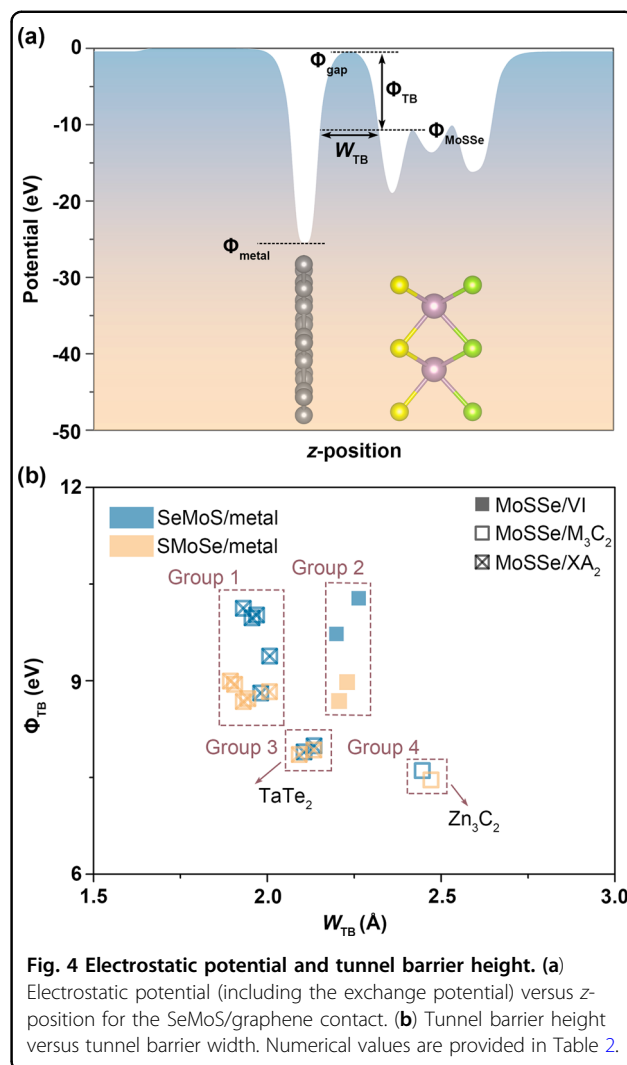 (a)
0
-10
-20
-30
-40
-50
Potential (eV)
Φgap
ΦTB
ΦMoSSe
WTB
Φmetal
z-position
(b)
12
9
6
ΦTB (eV)
SeMoS/metal
SMoSe/metal
MoSSe/VI
MoSSe/M3C2
MoSSe/XA2
Group 1
Group 2
Group 3
Group 4
TaTe2
Zn3C2
1.5 2.0 2.5 3.0
WTB (Å)
Fig. 4 Electrostatic potential and tunnel barrier height. (a)
Electrostatic potential (including the exchange potential) versus z-
position for the SeMoS/graphene contact. (b) Tunnel barrier height
versus tunnel barrier width. Numerical values are provided in Table 2.